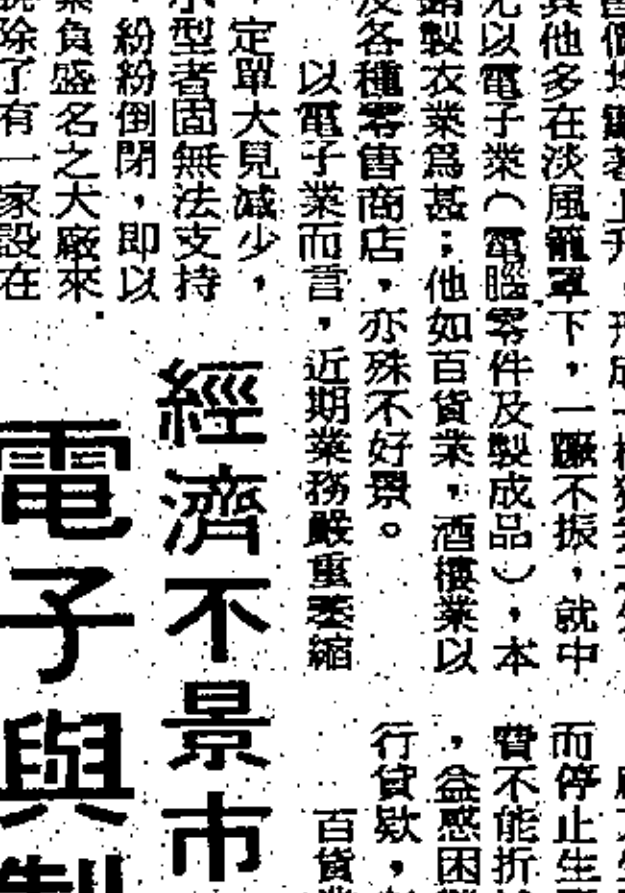 其他多在淡風籠罩下，一蹶不振，就中
尤以電子業（電腦零件及製成品），本
銷製衣業爲甚；他如百貨業，酒樓業以
及各種零售商店，亦殊不好景。
以電子業而言，近期業務嚴重萎縮
，定單大見減少，
小型者固無法支持
，紛紛倒閉，即以
業負盛名之大廠來
說除了有一家設在
經濟不景市
電子與製
而停止生
費不能折
，益惑困
行貸欵，
百貨業